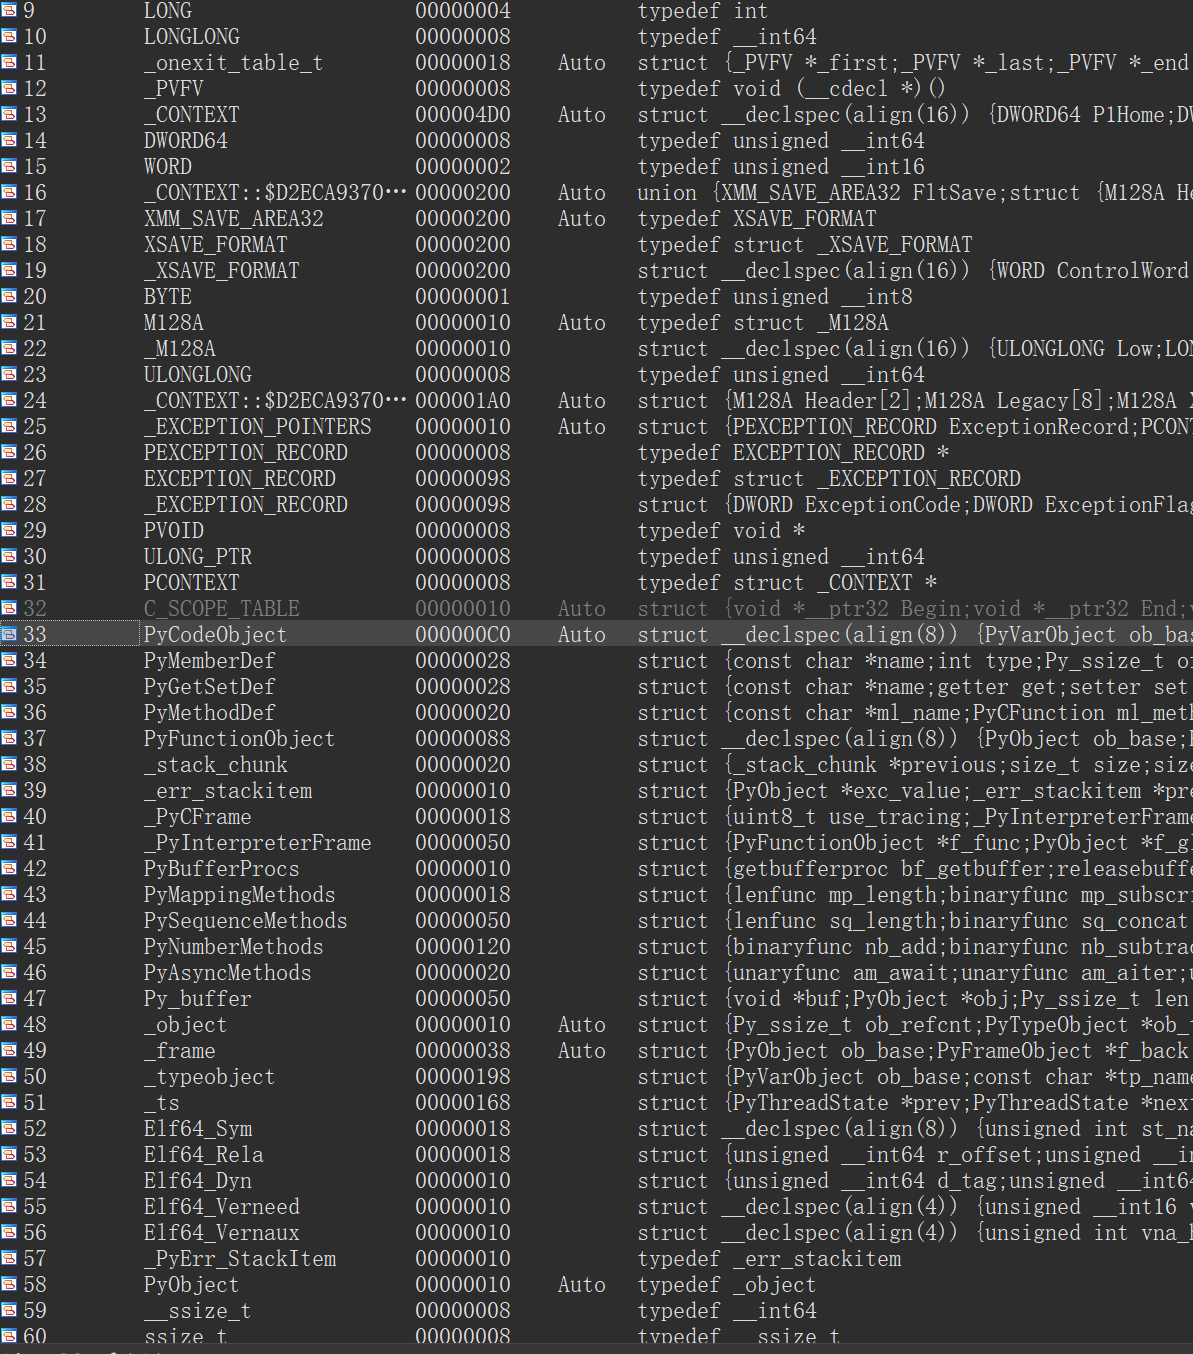 9 LONG 00000004 typedef int
10 LONGLONG 00000008 typedef __int64
11 _onexit_table_t 00000018 Auto struct {_PVFV *_first;_PVFV *_last;_PVFV *_end
12 _PVFV 00000008 typedef void (__cdecl *)()
13 _CONTEXT 000004D0 Auto struct __declspec(align(16)) {DWORD64 P1Home;DW
14 DWORD64 00000008 typedef unsigned __int64
15 WORD 00000002 typedef unsigned __int16
16 _CONTEXT::$D2ECA9370… 00000200 Auto union {XMM_SAVE_AREA32 FltSave;struct {M128A He
17 XMM_SAVE_AREA32 00000200 Auto typedef XSAVE_FORMAT
18 XSAVE_FORMAT 00000200 typedef struct _XSAVE_FORMAT
19 _XSAVE_FORMAT 00000200 struct __declspec(align(16)) {WORD ControlWord
20 BYTE 00000001 typedef unsigned __int8
21 M128A 00000010 Auto typedef struct _M128A
22 _M128A 00000010 struct __declspec(align(16)) {ULONGLONG Low;LON
23 ULONGLONG 00000008 typedef unsigned __int64
24 _CONTEXT::$D2ECA9370… 000001A0 Auto struct {M128A Header[2];M128A Legacy[8];M128A X
25 _EXCEPTION_POINTERS 00000010 Auto struct {PEXCEPTION_RECORD ExceptionRecord;PCONT
26 PEXCEPTION_RECORD 00000008 typedef EXCEPTION_RECORD *
27 EXCEPTION_RECORD 00000098 typedef struct _EXCEPTION_RECORD
28 _EXCEPTION_RECORD 00000098 struct {DWORD ExceptionCode;DWORD ExceptionFlag
29 PVOID 00000008 typedef void *
30 ULONG_PTR 00000008 typedef unsigned __int64
31 PCONTEXT 00000008 typedef struct _CONTEXT *
32 C_SCOPE_TABLE 00000010 Auto struct {void *__ptr32 Begin;void *__ptr32 End;v
33 PyCodeObject 000000C0 Auto struct __declspec(align(8)) {PyVarObject ob_bas
34 PyMemberDef 00000028 struct {const char *name;int type;Py_ssize_t of
35 PyGetSetDef 00000028 struct {const char *name;getter get;setter set
36 PyMethodDef 00000020 struct {const char *ml_name;PyCFunction ml_meth
37 PyFunctionObject 00000088 struct __declspec(align(8)) {PyObject ob_base;P
38 _stack_chunk 00000020 struct {_stack_chunk *previous;size_t size;size
39 _err_stackitem 00000010 struct {PyObject *exc_value;_err_stackitem *pre
40 _PyCFrame 00000018 struct {uint8_t use_tracing;_PyInterpreterFrame
41 _PyInterpreterFrame 00000050 struct {PyFunctionObject *f_func;PyObject *f_gl
42 PyBufferProcs 00000010 struct {getbufferproc bf_getbuffer;releasebuffe
43 PyMappingMethods 00000018 struct {lenfunc mp_length;binaryfunc mp_subscri
44 PySequenceMethods 00000050 struct {lenfunc sq_length;binaryfunc sq_concat
45 PyNumberMethods 00000120 struct {binaryfunc nb_add;binaryfunc nb_subtrac
46 PyAsyncMethods 00000020 struct {unaryfunc am_await;unaryfunc am_aiter;u
47 Py_buffer 00000050 struct {void *buf;PyObject *obj;Py_ssize_t len
48 _object 00000010 Auto struct {Py_ssize_t ob_refcnt;PyTypeObject *ob_t
49 _frame 00000038 Auto struct {PyObject ob_base;PyFrameObject *f_back
50 _typeobject 00000198 struct {PyVarObject ob_base;const char *tp_name
51 _ts 00000168 struct {PyThreadState *prev;PyThreadState *next
52 Elf64_Sym 00000018 struct __declspec(align(8)) {unsigned int st_na
53 Elf64_Rela 00000018 struct {unsigned __int64 r_offset;unsigned __in
54 Elf64_Dyn 00000010 struct {unsigned __int64 d_tag;unsigned __int64
55 Elf64_Verneed 00000010 struct __declspec(align(4)) {unsigned __int16 v
56 Elf64_Vernaux 00000010 struct __declspec(align(4)) {unsigned int vna_h
57 _PyErr_StackItem 00000010 typedef _err_stackitem
58 PyObject 00000010 Auto typedef _object
59 __ssize_t 00000008 typedef __int64
60 ssize_t 00000008 typedef __ssize_t